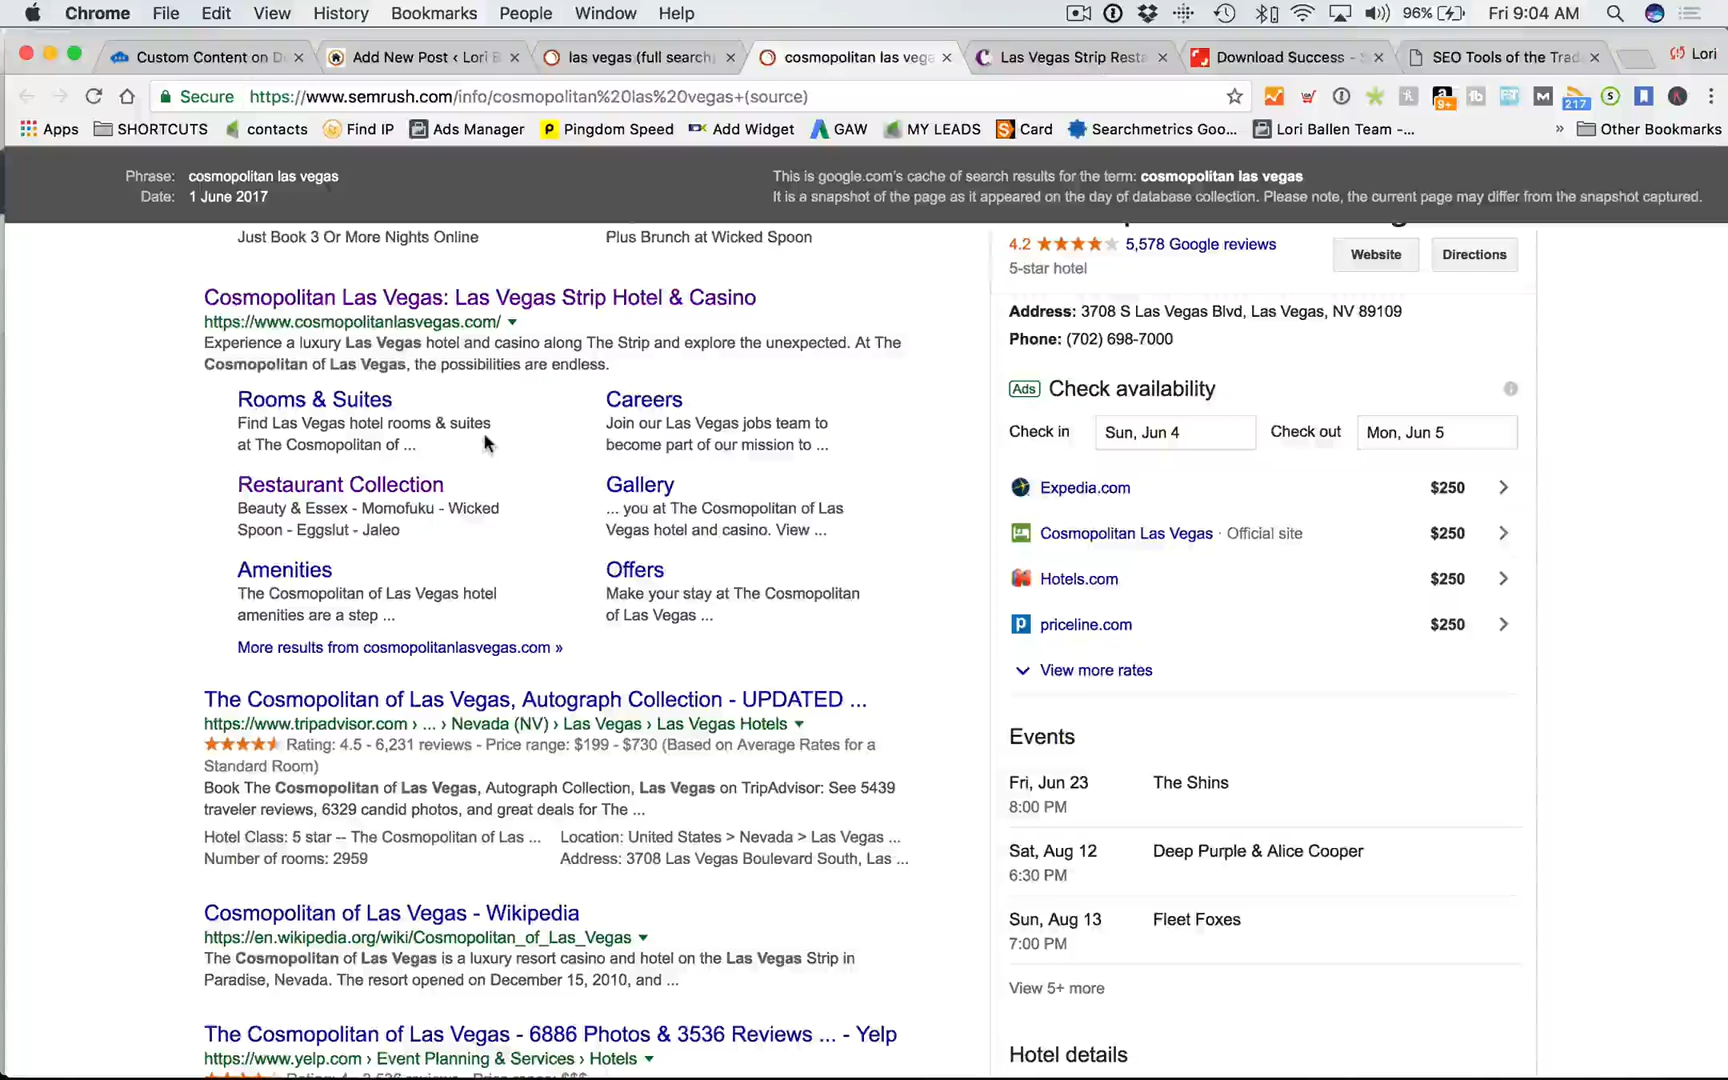 Chrome File Edit View History Bookmarks People Window Help 96% Fri 9:04 AM
Custom Content on D Add New Post ‹ Lori B las vegas (full search) cosmopolitan las vega Las Vegas Strip Resta Download Success - SEO Tools of the Trad Lori
Secure https://www.semrush.com/info/cosmopolitan%20las%20vegas+(source) 9+ 217
Apps SHORTCUTS contacts Find IP Ads Manager Pingdom Speed Add Widget GAW MY LEADS Card Searchmetrics Goo... Lori Ballen Team -... » Other Bookmarks
Phrase: cosmopolitan las vegas
Date: 1 June 2017
This is google.com's cache of search results for the term: cosmopolitan las vegas
It is a snapshot of the page as it appeared on the day of database collection. Please note, the current page may differ from the snapshot captured.
Just Book 3 Or More Nights Online
Plus Brunch at Wicked Spoon
Cosmopolitan Las Vegas: Las Vegas Strip Hotel & Casino
https://www.cosmopolitanlasvegas.com/
Experience a luxury Las Vegas hotel and casino along The Strip and explore the unexpected. At The
Cosmopolitan of Las Vegas, the possibilities are endless.
Rooms & Suites
Find Las Vegas hotel rooms & suites
at The Cosmopolitan of ...
Careers
Join our Las Vegas jobs team to
become part of our mission to ...
Restaurant Collection
Beauty & Essex - Momofuku - Wicked
Spoon - Eggslut - Jaleo
Gallery
... you at The Cosmopolitan of Las
Vegas hotel and casino. View ...
Amenities
The Cosmopolitan of Las Vegas hotel
amenities are a step ...
Offers
Make your stay at The Cosmopolitan
of Las Vegas ...
More results from cosmopolitanlasvegas.com »
The Cosmopolitan of Las Vegas, Autograph Collection - UPDATED ...
https://www.tripadvisor.com › ... › Nevada (NV) › Las Vegas › Las Vegas Hotels
Rating: 4.5 - 6,231 reviews - Price range: $199 - $730 (Based on Average Rates for a
Standard Room)
Book The Cosmopolitan of Las Vegas, Autograph Collection, Las Vegas on TripAdvisor: See 5439
traveler reviews, 6329 candid photos, and great deals for The ...
Hotel Class: 5 star -- The Cosmopolitan of Las ... Location: United States > Nevada > Las Vegas ...
Number of rooms: 2959 Address: 3708 Las Vegas Boulevard South, Las ...
Cosmopolitan of Las Vegas - Wikipedia
https://en.wikipedia.org/wiki/Cosmopolitan_of_Las_Vegas
The Cosmopolitan of Las Vegas is a luxury resort casino and hotel on the Las Vegas Strip in
Paradise, Nevada. The resort opened on December 15, 2010, and ...
The Cosmopolitan of Las Vegas - 6886 Photos & 3536 Reviews ... - Yelp
https://www.yelp.com › Event Planning & Services › Hotels
4.2 5,578 Google reviews
5-star hotel
Website Directions
Address: 3708 S Las Vegas Blvd, Las Vegas, NV 89109
Phone: (702) 698-7000
Ads Check availability
Check in Sun, Jun 4 Check out Mon, Jun 5
Expedia.com $250
Cosmopolitan Las Vegas · Official site $250
Hotels.com $250
priceline.com $250
View more rates
Events
Fri, Jun 23 The Shins
8:00 PM
Sat, Aug 12 Deep Purple & Alice Cooper
6:30 PM
Sun, Aug 13 Fleet Foxes
7:00 PM
View 5+ more
Hotel details